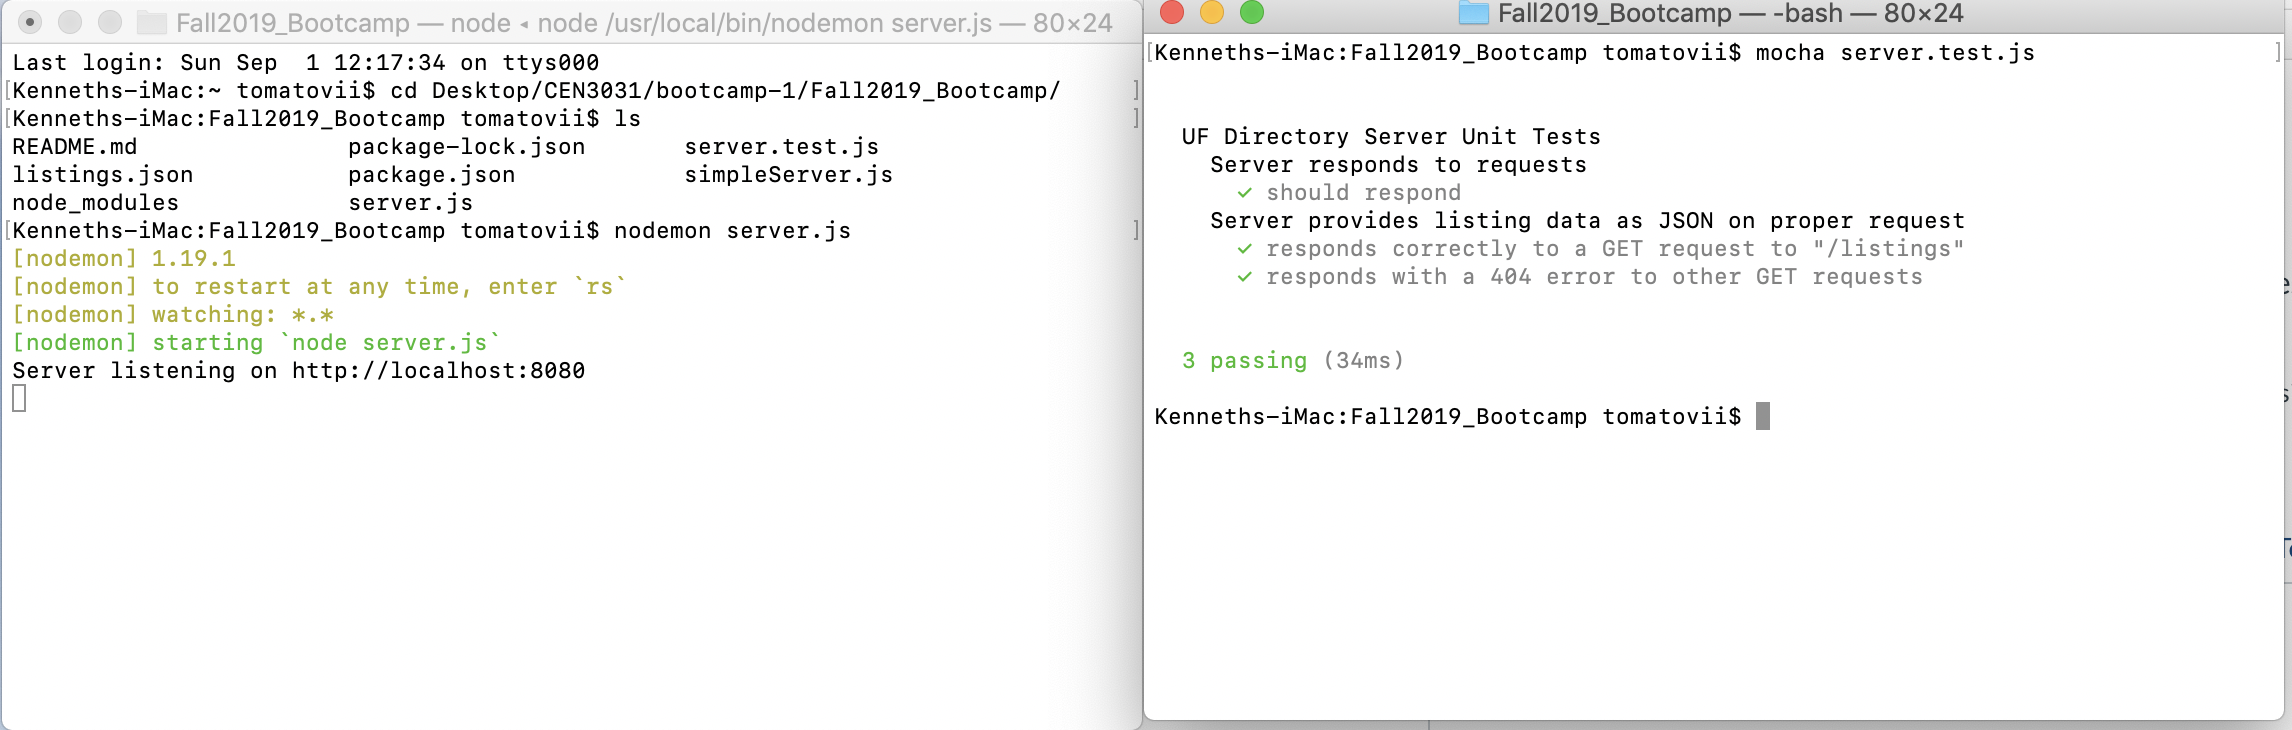 Fall2019_Bootcamp — node ◂ node /usr/local/bin/nodemon server.js — 80×24
Last login: Sun Sep  1 12:17:34 on ttys000
[Kenneths-iMac:~ tomatovii$ cd Desktop/CEN3031/bootcamp-1/Fall2019_Bootcamp/ ]
[Kenneths-iMac:Fall2019_Bootcamp tomatovii$ ls ]
README.md               package-lock.json       server.test.js
listings.json           package.json            simpleServer.js
node_modules            server.js
[Kenneths-iMac:Fall2019_Bootcamp tomatovii$ nodemon server.js ]
[nodemon] 1.19.1
[nodemon] to restart at any time, enter `rs`
[nodemon] watching: *.*
[nodemon] starting `node server.js`
Server listening on http://localhost:8080
Fall2019_Bootcamp — -bash — 80×24
[Kenneths-iMac:Fall2019_Bootcamp tomatovii$ mocha server.test.js ]
UF Directory Server Unit Tests
Server responds to requests
✓ should respond
Server provides listing data as JSON on proper request
✓ responds correctly to a GET request to "/listings"
✓ responds with a 404 error to other GET requests
3 passing (34ms)
Kenneths-iMac:Fall2019_Bootcamp tomatovii$